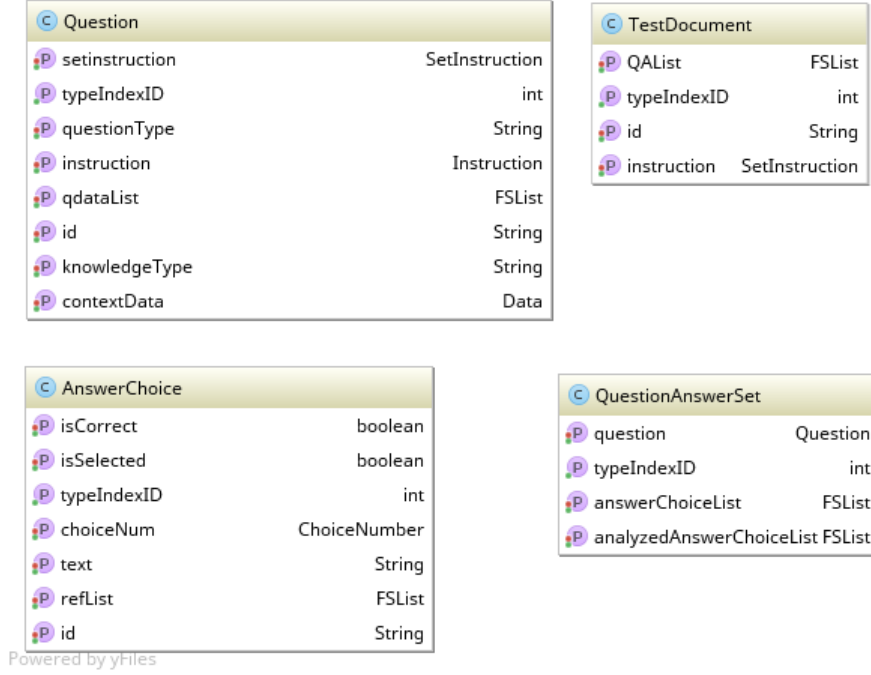 C Question
P setinstruction SetInstruction
P typeIndexID int
P questionType String
P instruction Instruction
P qdataList FSList
P id String
P knowledgeType String
P contextData Data
C TestDocument
P QAList FSList
P typeIndexID int
P id String
P instruction SetInstruction
C AnswerChoice
P isCorrect boolean
P isSelected boolean
P typeIndexID int
P choiceNum ChoiceNumber
P text String
P refList FSList
P id String
C QuestionAnswerSet
P question Question
P typeIndexID int
P answerChoiceList FSList
P analyzedAnswerChoiceList FSList
Powered by yFiles